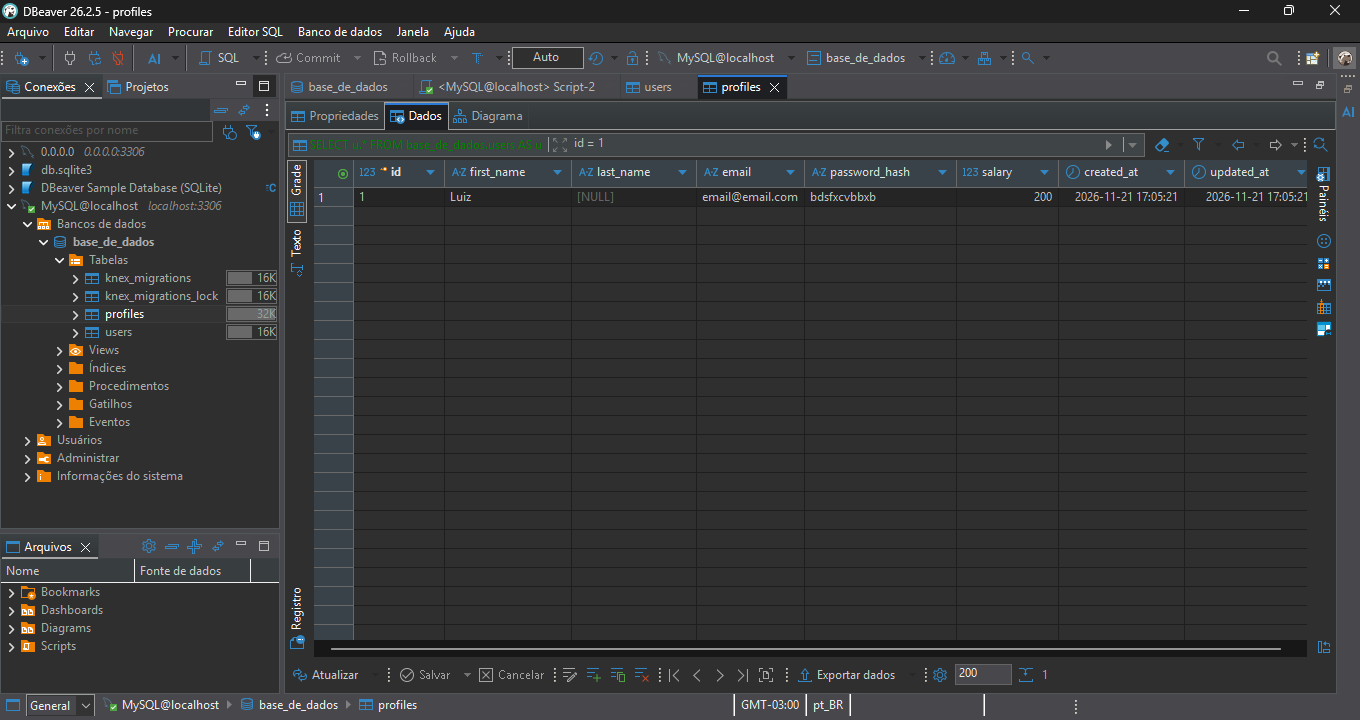 DBeaver 26.2.5 - profiles
Arquivo Editar Navegar Procurar Editor SQL Banco de dados Janela Ajuda
AI SQL Commit Rollback T Auto MySQL@localhost base_de_dados
Conexões Projetos
base_de_dados <MySQL@localhost> Script-2 users profiles
AI
Propriedades Dados Diagrama
Filtra conexões por nome
SELECT u.* FROM base_de_dados.users AS u id = 1
0.0.0.0 0.0.0.0:3306
db.sqlite3
DBeaver Sample Database (SQLite)
MySQL@localhost localhost:3306
Bancos de dados
base_de_dados
Tabelas
knex_migrations 16K
knex_migrations_lock 16K
profiles 32K
users 16K
Views
Índices
Procedimentos
Gatilhos
Eventos
Usuários
Administrar
Informações do sistema
Grade
Texto
Registro
123 id A-Z first_name A-Z last_name A-Z email A-Z password_hash 123 salary created_at updated_at
1 1 Luiz [NULL] email@email.com bdsfxcvbbxb 200 2026-11-21 17:05:21 2026-11-21 17:05:21
Painéis
Arquivos
Nome Fonte de dados
Bookmarks
Dashboards
Diagrams
Scripts
Atualizar Salvar Cancelar Exportar dados 200 1
General MySQL@localhost base_de_dados profiles GMT-03:00 pt_BR